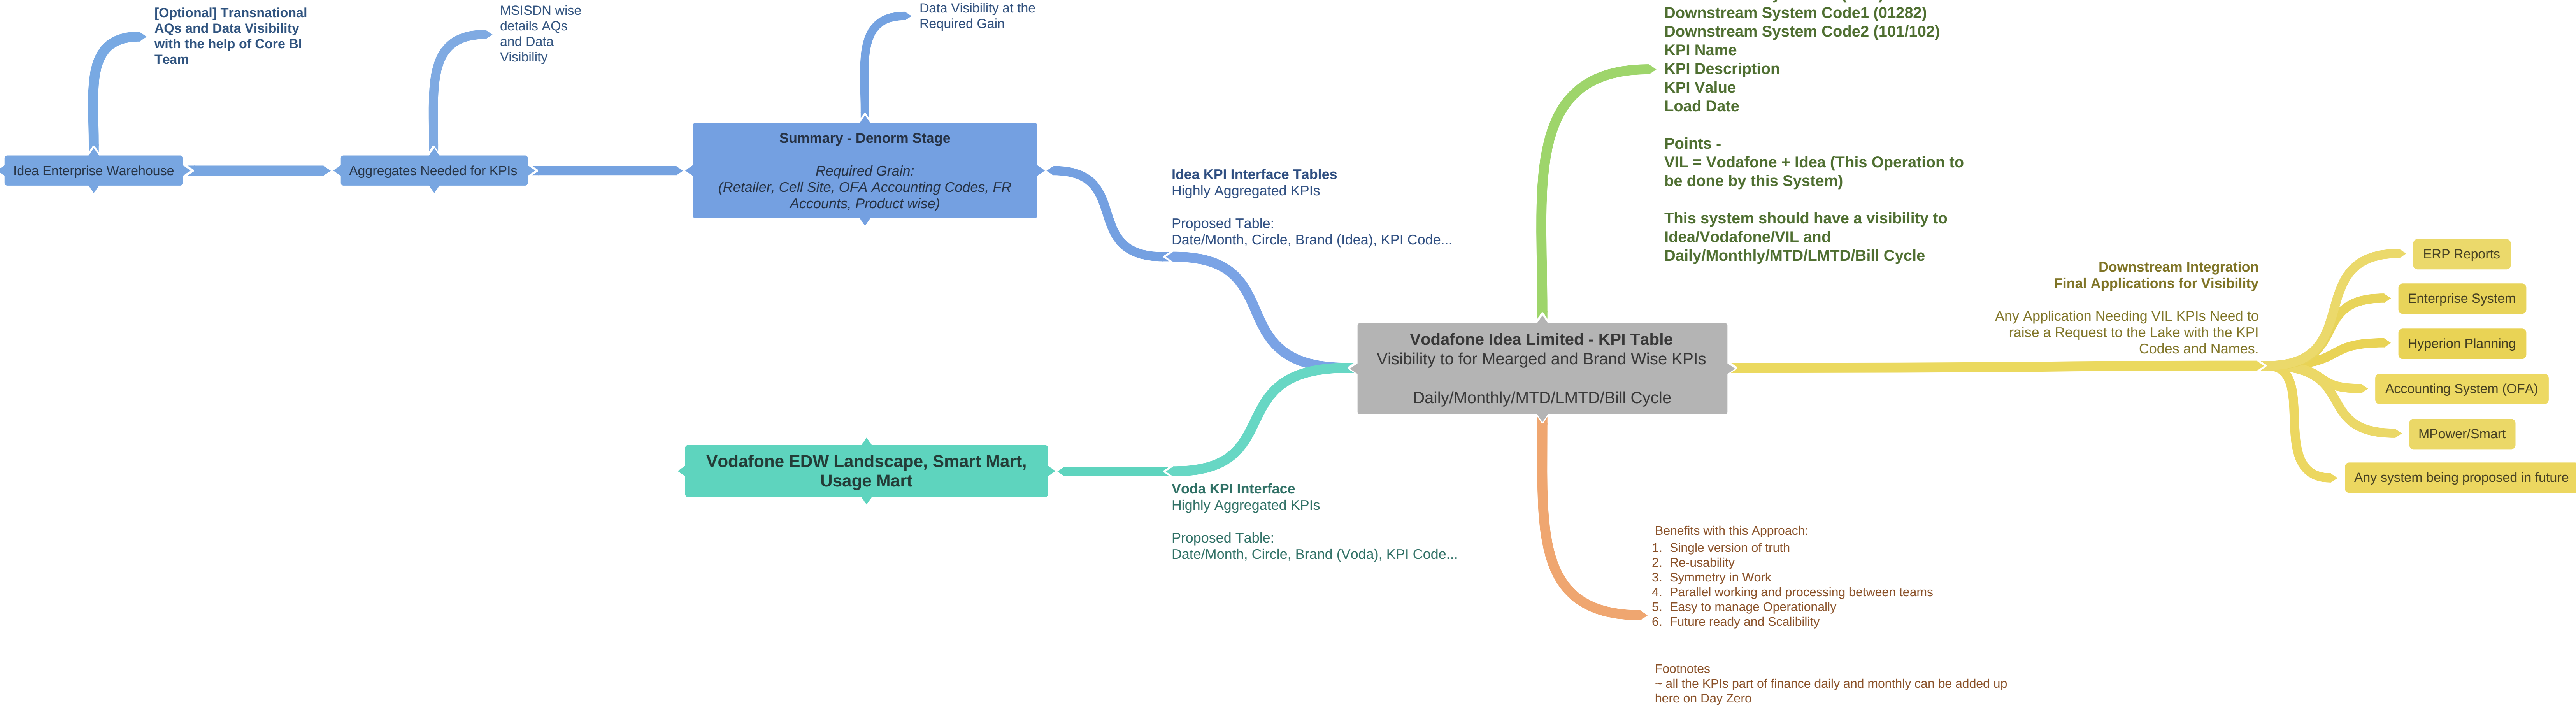 [Optional] Transnational
AQs and Data Visibility
with the help of Core BI
Team
MSISDN wise
details AQs
and Data
Visibility
Data Visibility at the
Required Gain
Idea Enterprise Warehouse
Aggregates Needed for KPIs
Summary - Denorm Stage
Required Grain:
(Retailer, Cell Site, OFA Accounting Codes, FR
Accounts, Product wise)
Idea KPI Interface Tables
Highly Aggregated KPIs
Proposed Table:
Date/Month, Circle, Brand (Idea), KPI Code...
Downstream System Code1 (01282)
Downstream System Code2 (101/102)
KPI Name
KPI Description
KPI Value
Load Date
Points -
VIL = Vodafone + Idea (This Operation to
be done by this System)
This system should have a visibility to
Idea/Vodafone/VIL and
Daily/Monthly/MTD/LMTD/Bill Cycle
Vodafone Idea Limited - KPI Table
Visibility to for Mearged and Brand Wise KPIs
Daily/Monthly/MTD/LMTD/Bill Cycle
Downstream Integration
Final Applications for Visibility
Any Application Needing VIL KPIs Need to
raise a Request to the Lake with the KPI
Codes and Names.
ERP Reports
Enterprise System
Hyperion Planning
Accounting System (OFA)
MPower/Smart
Any system being proposed in future
Vodafone EDW Landscape, Smart Mart,
Usage Mart
Voda KPI Interface
Highly Aggregated KPIs
Proposed Table:
Date/Month, Circle, Brand (Voda), KPI Code...
Benefits with this Approach:
1. Single version of truth
2. Re-usability
3. Symmetry in Work
4. Parallel working and processing between teams
5. Easy to manage Operationally
6. Future ready and Scalibility
Footnotes
~ all the KPIs part of finance daily and monthly can be added up
here on Day Zero